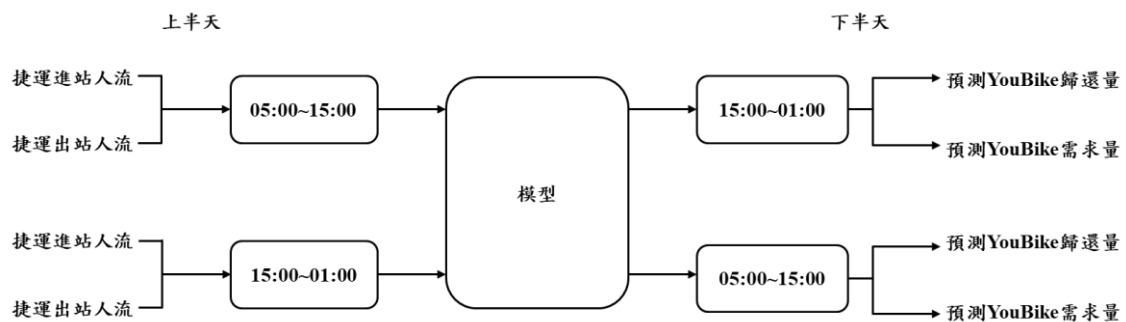 上半天
下半天
捷運進站人流
05:00~15:00
捷運出站人流
模型
15:00~01:00
預測YouBike歸還量
預測YouBike需求量
捷運進站人流
15:00~01:00
捷運出站人流
05:00~15:00
預測YouBike歸還量
預測YouBike需求量